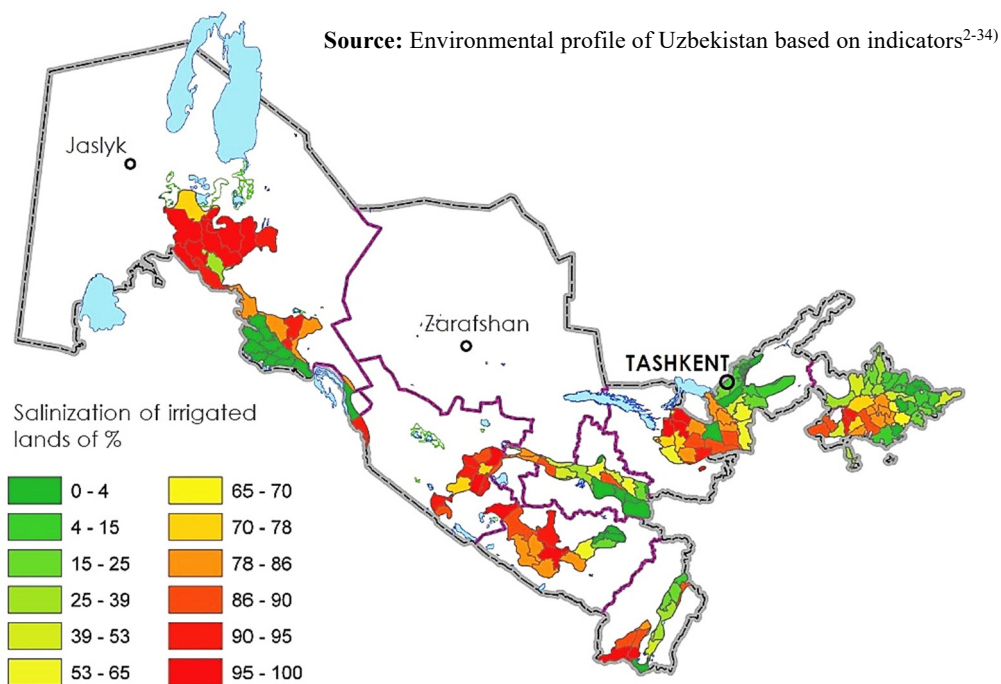 Source: Environmental profile of Uzbekistan based on indicators2-34)
Jaslyk
Zarafshan
TASHKENT
Salinization of irrigated
lands of %
0 - 4
4 - 15
15 - 25
25 - 39
39 - 53
53 - 65
65 - 70
70 - 78
78 - 86
86 - 90
90 - 95
95 - 100